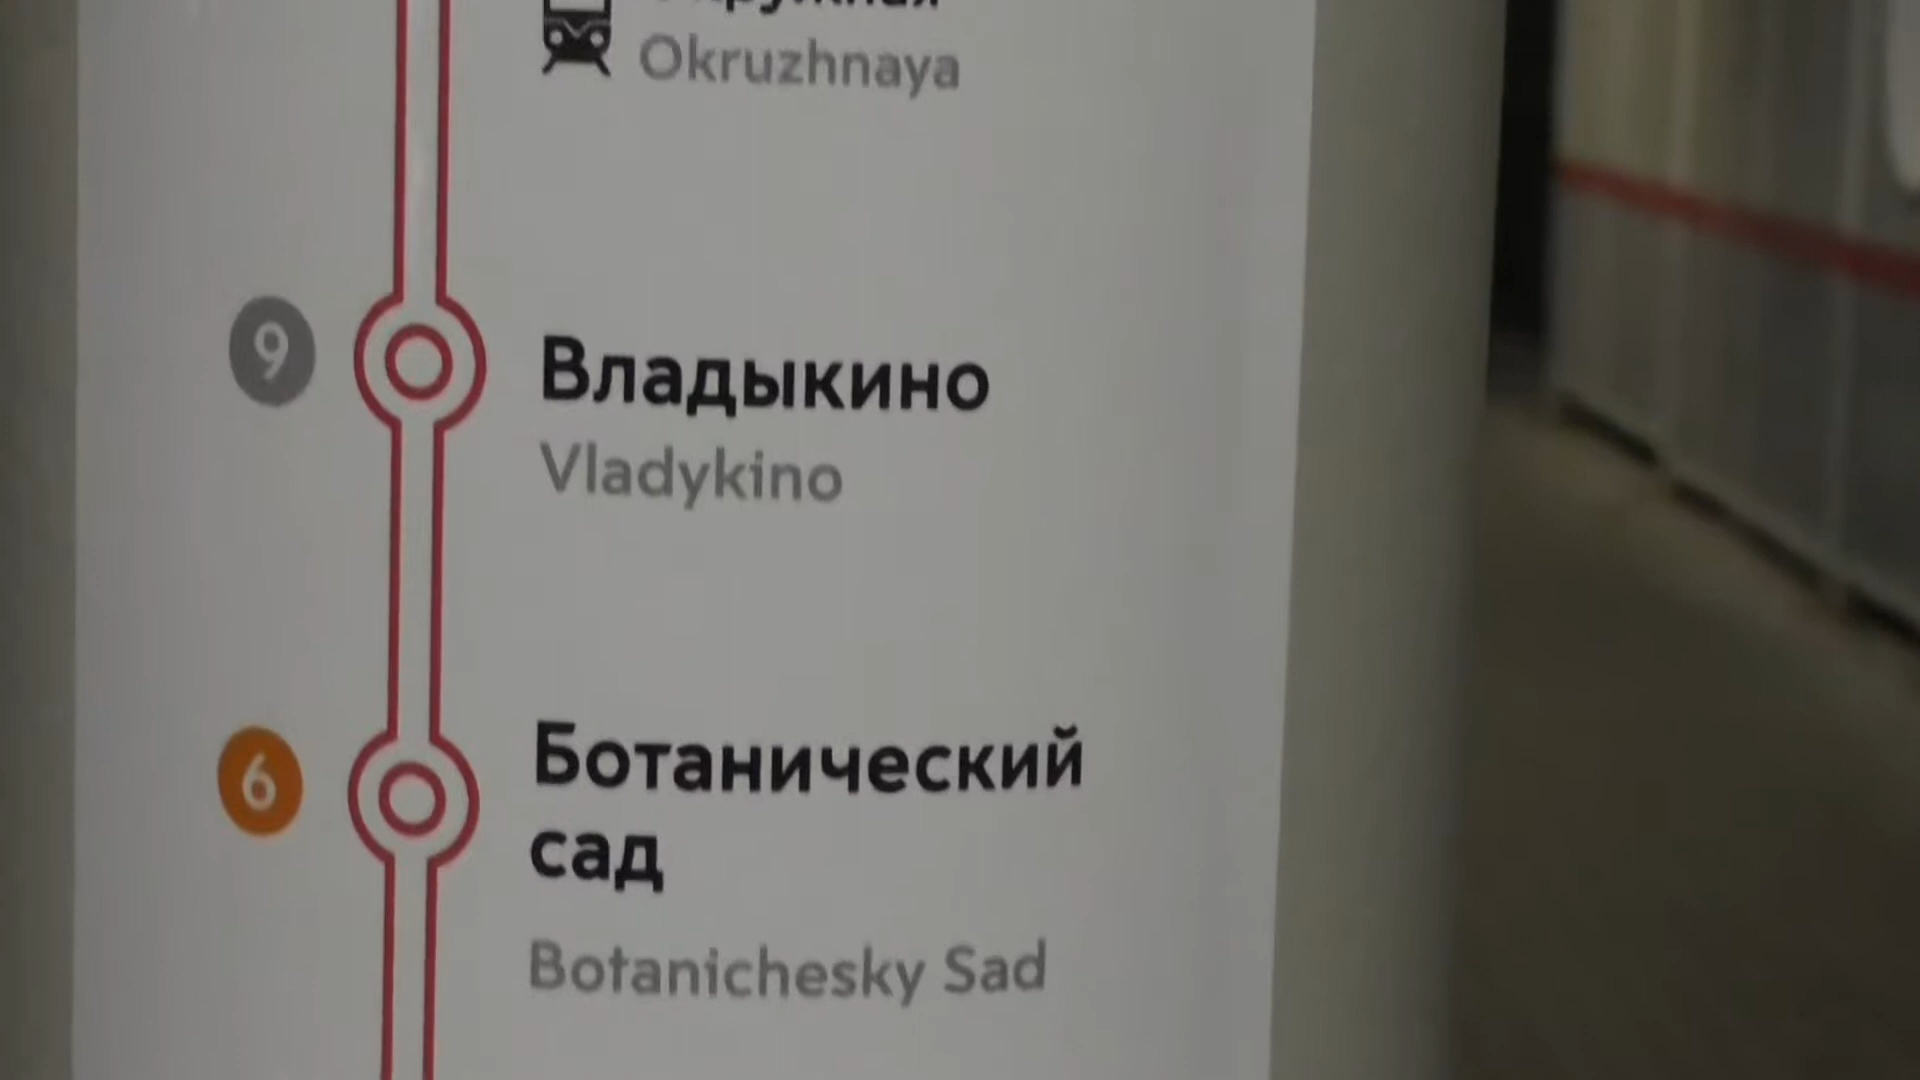 Okruzhnaya
9
Владыкино
Vladykino
6
Ботанический
сад
Botanichesky Sad